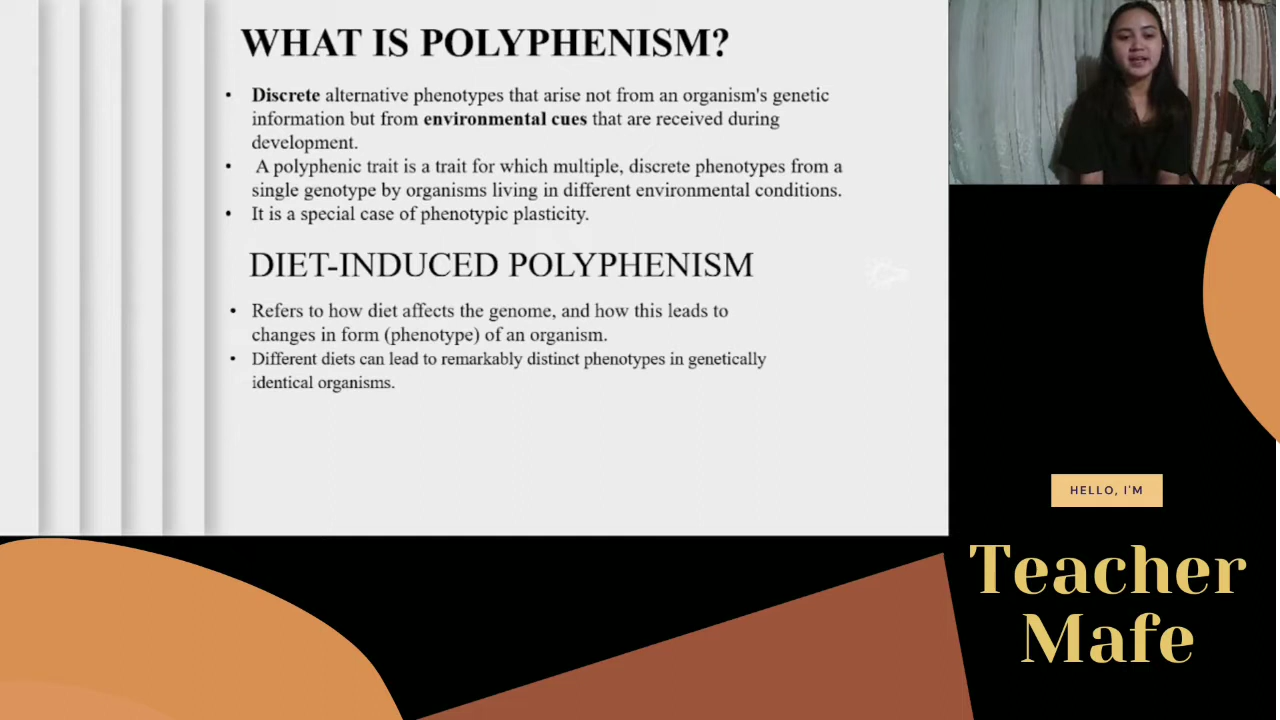 WHAT IS POLYPHENISM?
• Discrete alternative phenotypes that arise not from an organism's genetic
information but from environmental cues that are received during
development.
• A polyphenic trait is a trait for which multiple, discrete phenotypes from a
single genotype by organisms living in different environmental conditions.
• It is a special case of phenotypic plasticity.
DIET-INDUCED POLYPHENISM
• Refers to how diet affects the genome, and how this leads to
changes in form (phenotype) of an organism.
• Different diets can lead to remarkably distinct phenotypes in genetically
identical organisms.
HELLO, I'M
Teacher
Mafe